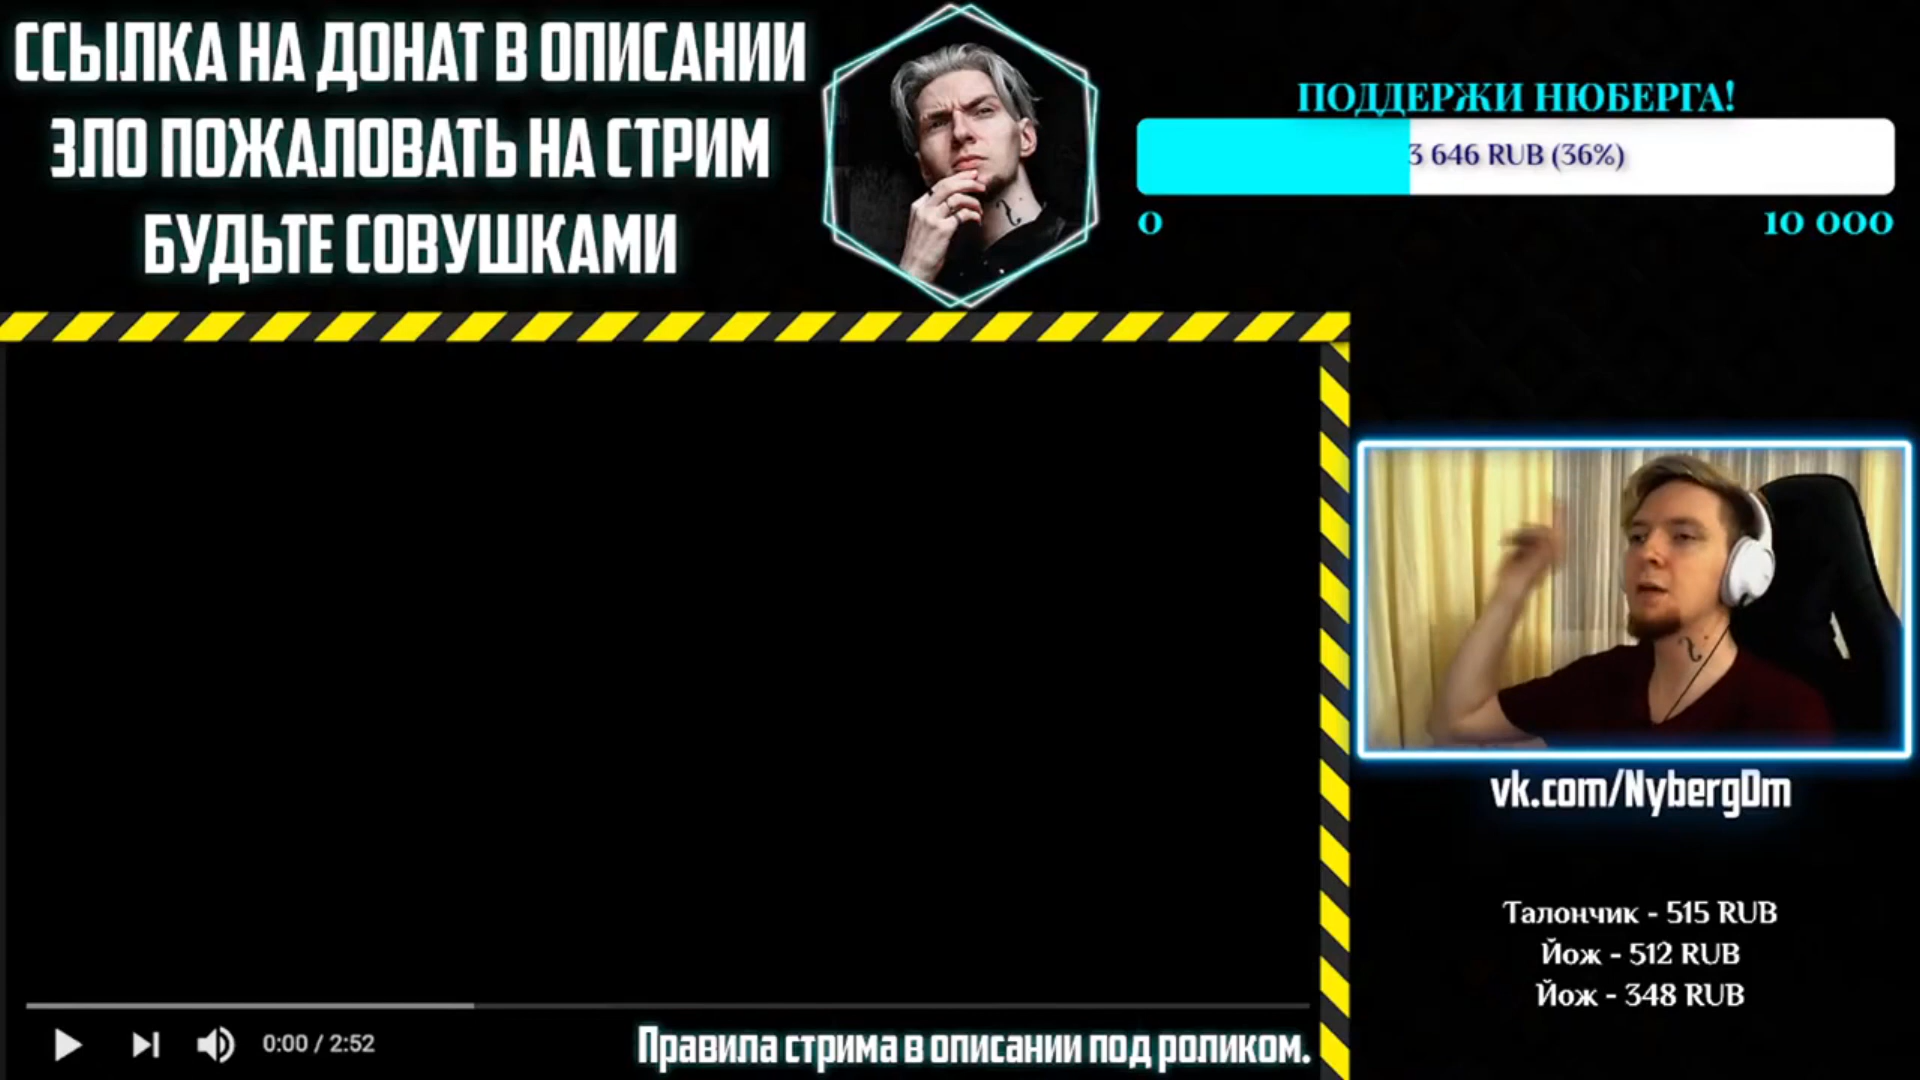 ССЫЛКА НА ДОНАТ В ОПИСАНИИ
ЗЛО ПОЖАЛОВАТЬ НА СТРИМ
БУДЬТЕ СОВУШКАМИ
ПОДДЕРЖИ НЮБЕРГА!
3 646 RUB (36%)
0
10 000
vk.com/NybergDm
Талончик - 515 RUB
Йож - 512 RUB
Йож - 348 RUB
0:00 / 2:52
Правила стрима в описании под роликом.